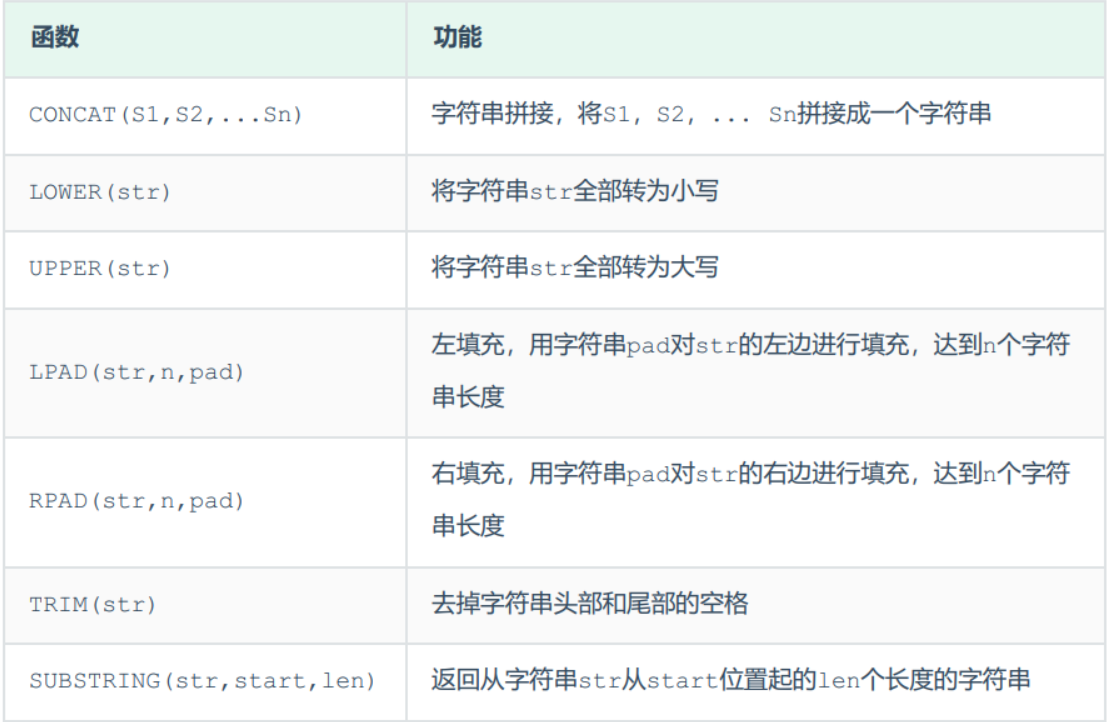 函数 功能
CONCAT(S1,S2,...Sn) 字符串拼接，将S1，S2，... Sn拼接成一个字符串
LOWER(str) 将字符串str全部转为小写
UPPER(str) 将字符串str全部转为大写
LPAD(str,n,pad) 左填充，用字符串pad对str的左边进行填充，达到n个字符
串长度
RPAD(str,n,pad) 右填充，用字符串pad对str的右边进行填充，达到n个字符
串长度
TRIM(str) 去掉字符串头部和尾部的空格
SUBSTRING(str,start,len) 返回从字符串str从start位置起的len个长度的字符串